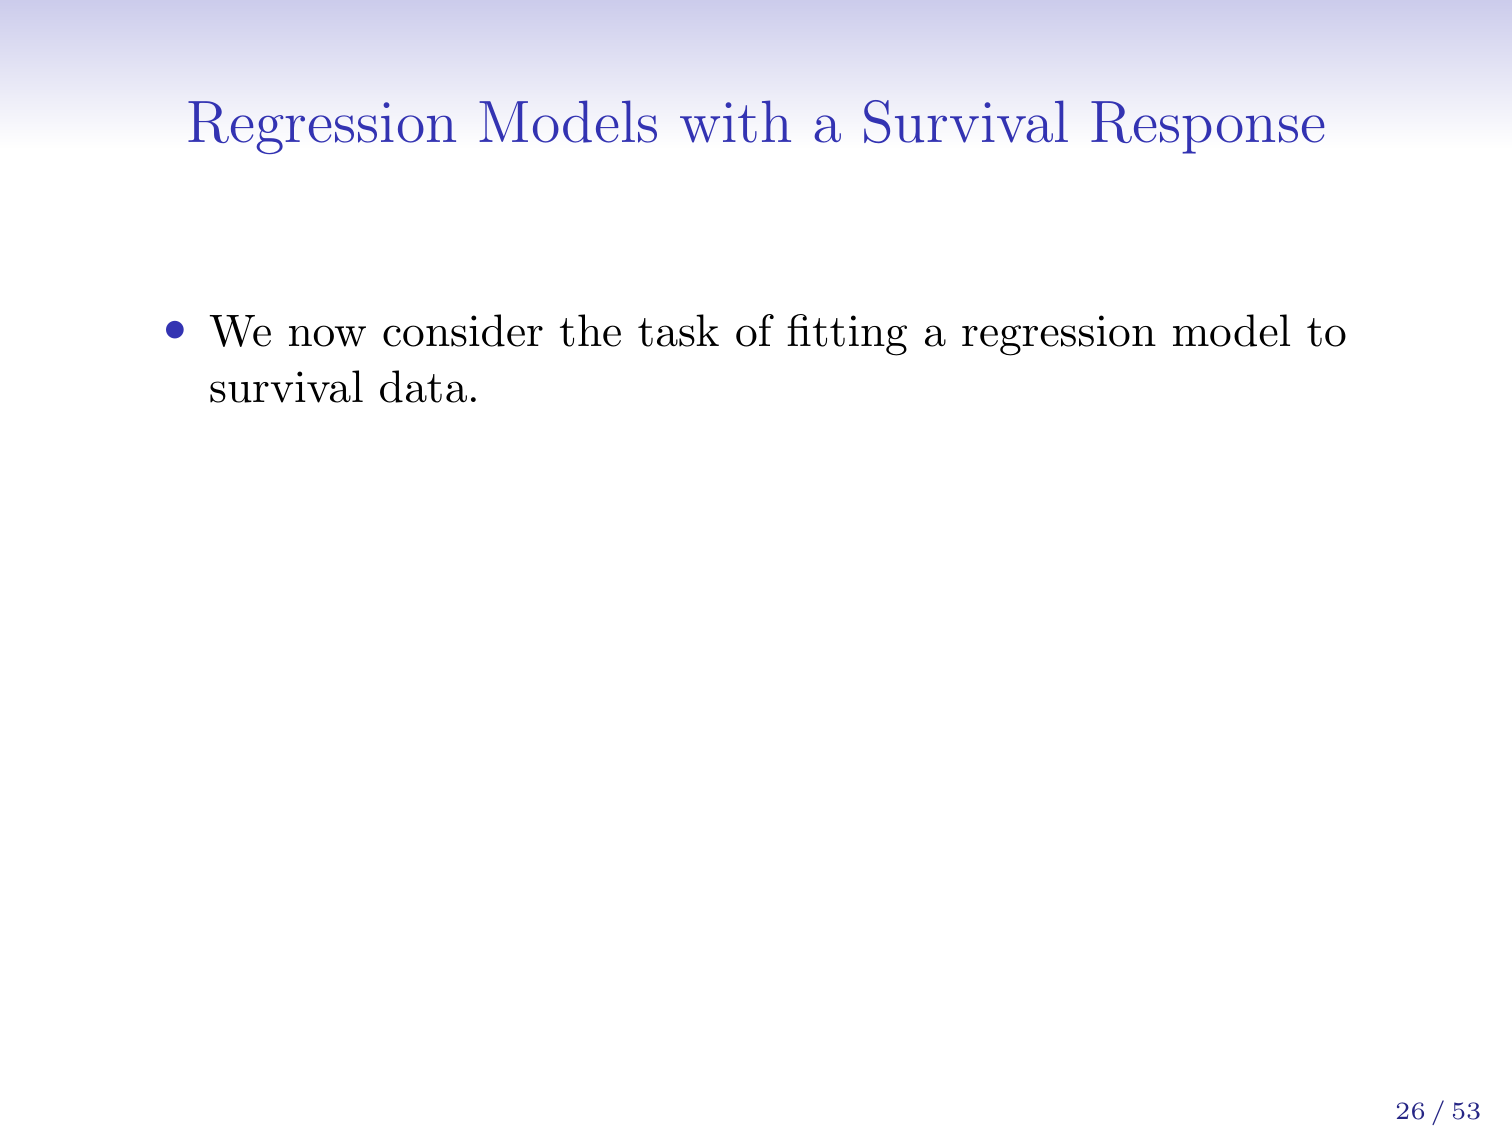 Regression Models with a Survival Response
• We now consider the task of fitting a regression model to
survival data.
26 / 53